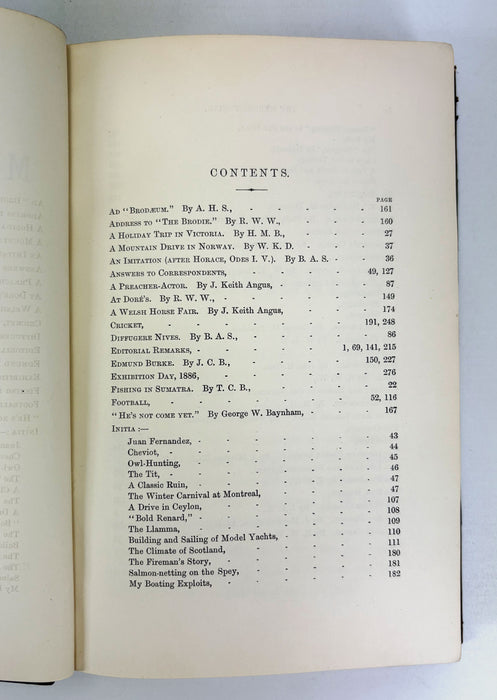 CONTENTS.
PAGE
AD "BRODÆUM." By A. H. S., - - - - - 161
ADDRESS TO "THE BRODIE." By R. W. W., - - - 160
A HOLIDAY TRIP IN VICTORIA. By H. M. B., - - - 27
A MOUNTAIN DRIVE IN NORWAY. By W. K. D. - - - 37
AN IMITATION (AFTER HORACE, ODES I. V.). By B. A. S. - - 36
ANSWERS TO CORRESPONDENTS, - - - - 49, 127
A PREACHER-ACTOR. By J. Keith Angus, - - - 87
AT DORÉ'S. By R. W. W., - - - - - 149
A WELSH HORSE FAIR. By J. Keith Angus, - - - 174
CRICKET, - - - - - - 191, 248
DIFFUGERE NIVES. By B. A. S., - - - - 86
EDITORIAL REMARKS, - - - - 1, 69, 141, 215
EDMUND BURKE. By J. C. B., - - - - 150, 227
EXHIBITION DAY, 1886, - - - - - 276
FISHING IN SUMATRA. By T. C. B., - - - - 22
FOOTBALL, - - - - - - 52, 116
"HE'S NOT COME YET." By George W. Baynham, - - - 167
INITIA :—
Juan Fernandez, - - - - - - 43
Cheviot, - - - - - - 44
Owl-Hunting, - - - - - - 45
The Tit, - - - - - - 46
A Classic Ruin, - - - - - - 47
The Winter Carnival at Montreal, - - - - 47
A Drive in Ceylon, - - - - - 107
"Bold Renard," - - - - - - 108
The Llamma, - - - - - - 109
Building and Sailing of Model Yachts, - - - - 110
The Climate of Scotland, - - - - - 111
The Fireman's Story, - - - - - 180
Salmon-netting on the Spey, - - - - - 181
My Boating Exploits, - - - - - 182